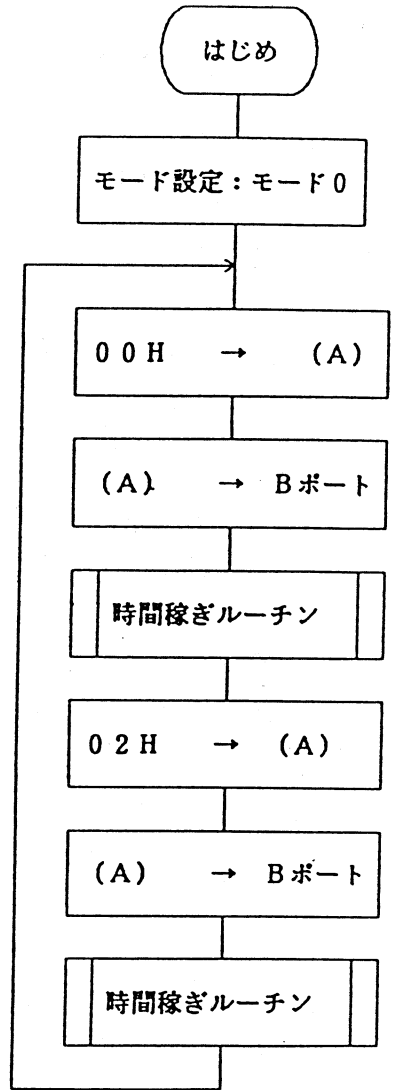 はじめ
モード設定：モード0
00H → (A)
(A) → Bポート
時間稼ぎルーチン
02H → (A)
(A) → Bポート
時間稼ぎルーチン